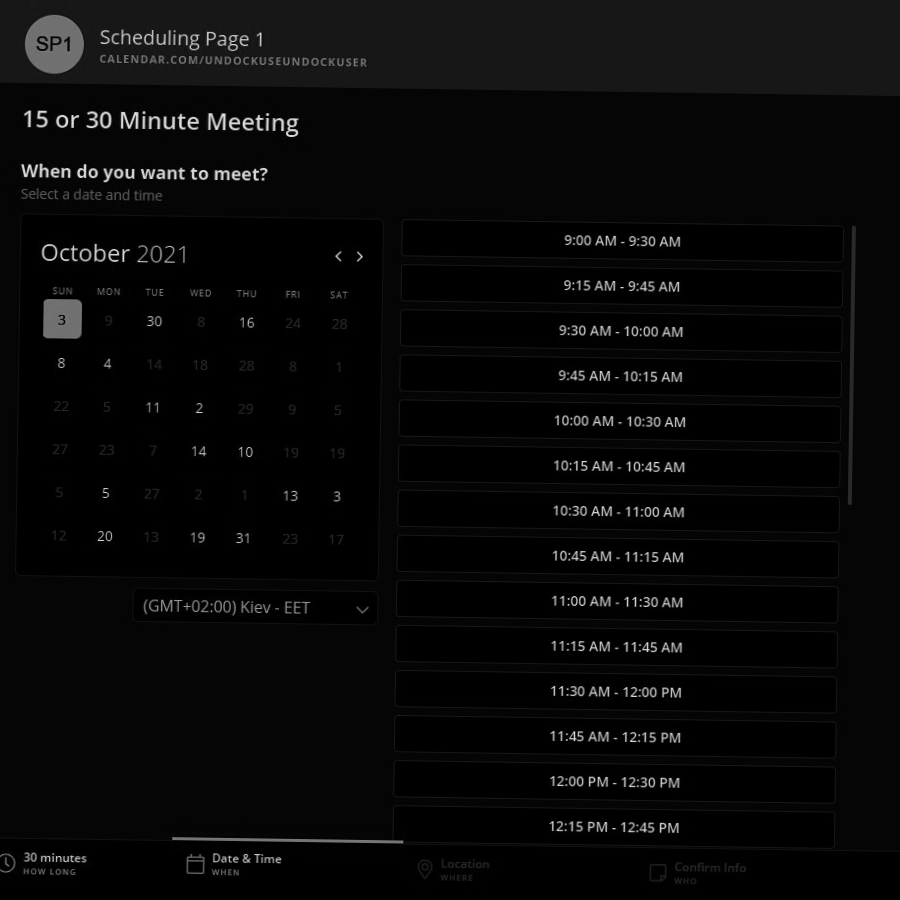 SP1
Scheduling Page 1
CALENDAR.COM/UNDOCKUSEUNDOCKUSER
15 or 30 Minute Meeting
When do you want to meet?
Select a date and time
October 2021
SUN MON TUE WED THU FRI SAT
3 9 30 8 16 24 28
8 4 14 18 28 8 1
22 5 11 2 29 9 5
27 23 7 14 10 19 19
5 5 27 2 1 13 3
12 20 13 19 31 23 17
(GMT+02:00) Kiev - EET
9:00 AM - 9:30 AM
9:15 AM - 9:45 AM
9:30 AM - 10:00 AM
9:45 AM - 10:15 AM
10:00 AM - 10:30 AM
10:15 AM - 10:45 AM
10:30 AM - 11:00 AM
10:45 AM - 11:15 AM
11:00 AM - 11:30 AM
11:15 AM - 11:45 AM
11:30 AM - 12:00 PM
11:45 AM - 12:15 PM
12:00 PM - 12:30 PM
12:15 PM - 12:45 PM
30 minutes
HOW LONG
Date & Time
WHEN
Location
WHERE
Confirm Info
WHO